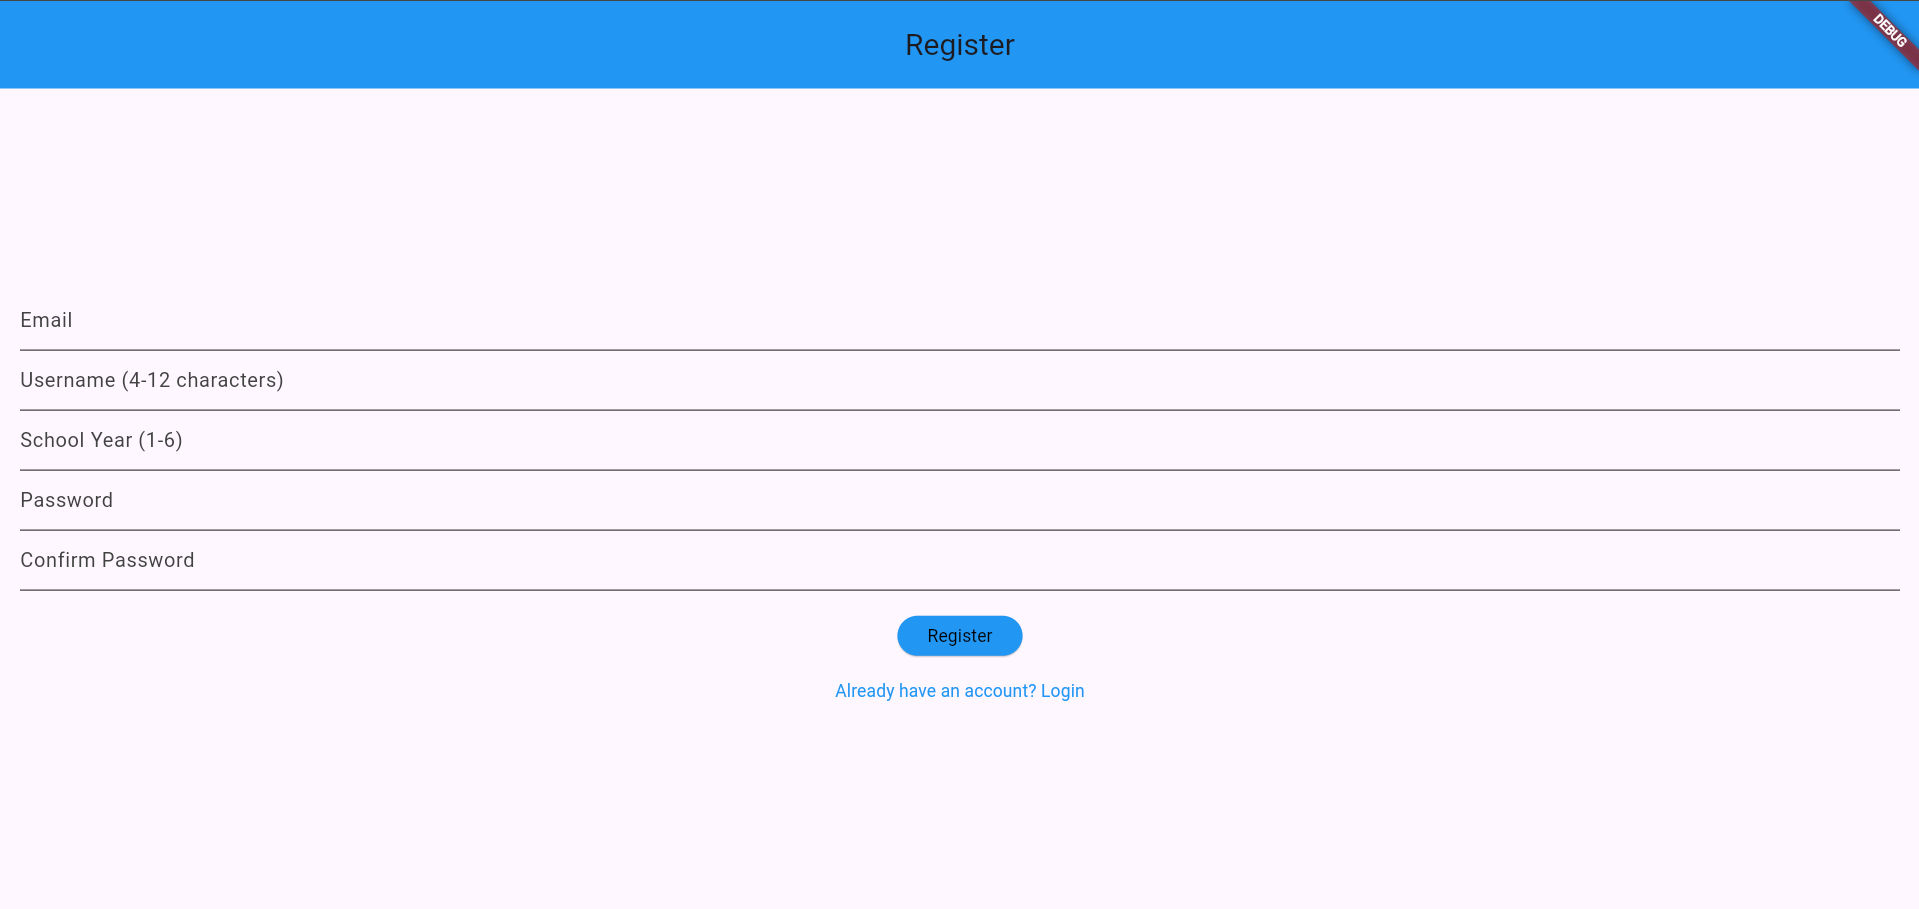 Register
DEBUG
Email
Username (4-12 characters)
School Year (1-6)
Password
Confirm Password
Register
Already have an account? Login